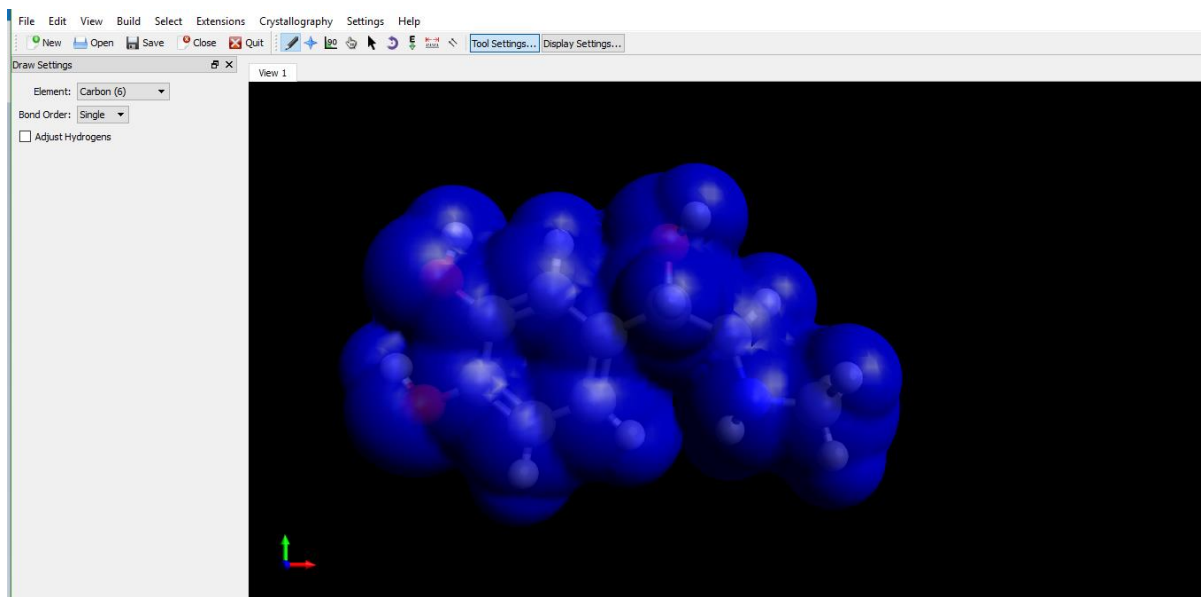 File Edit View Build Select Extensions Crystallography Settings Help
New Open Save Close Quit Tool Settings... Display Settings...
Draw Settings
View 1
Element: Carbon (6)
Bond Order: Single
Adjust Hydrogens